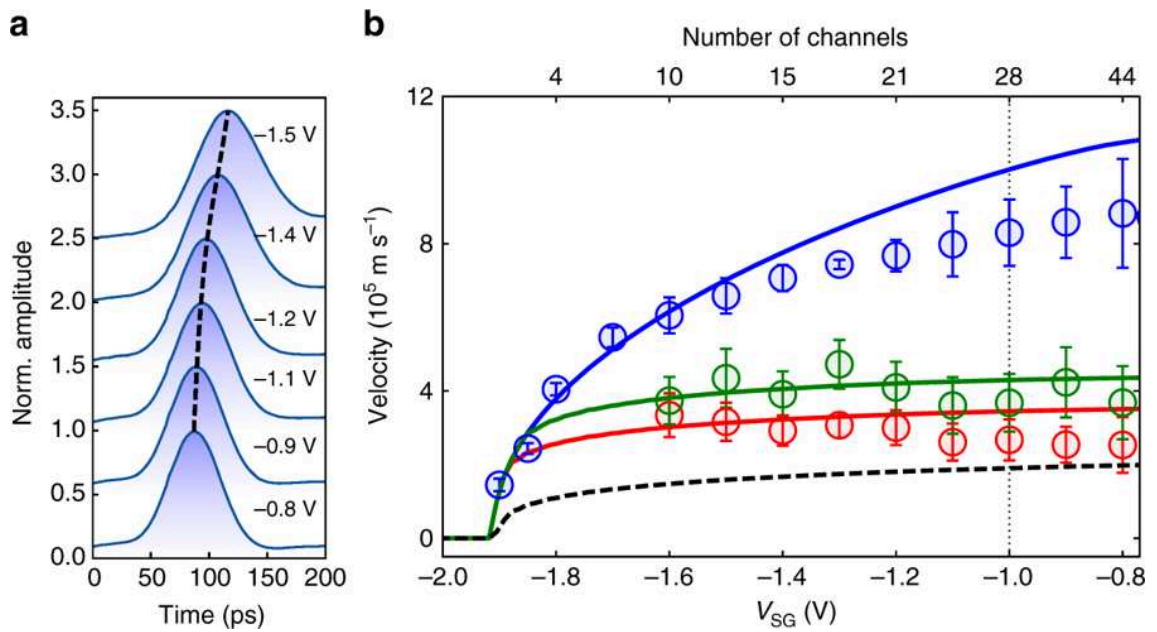 a
Norm. amplitude
3.5
3.0
2.5
2.0
1.5
1.0
0.5
0.0
–1.5 V
–1.4 V
–1.2 V
–1.1 V
–0.9 V
–0.8 V
0 50 100 150 200
Time (ps)
b
Number of channels
4 10 15 21 28 44
Velocity (10⁵ m s⁻¹)
12
8
4
0
–2.0 –1.8 –1.6 –1.4 –1.2 –1.0 –0.8
V_SG (V)